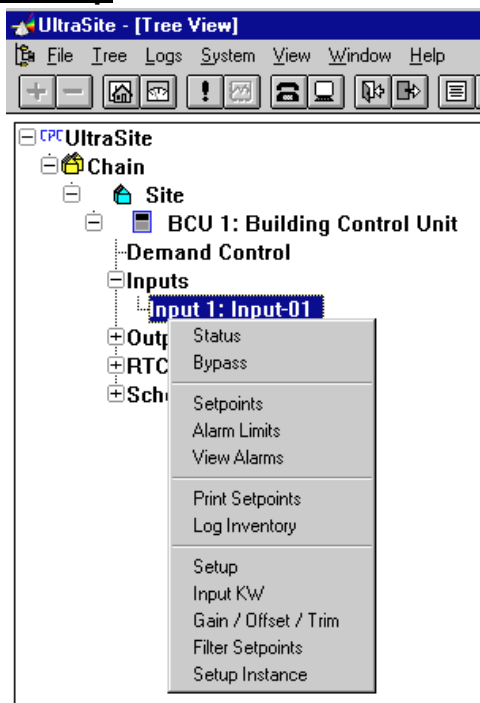 UltraSite - [Tree View]
File Tree Logs System View Window Help
CPC UltraSite
Chain
Site
BCU 1: Building Control Unit
Demand Control
Inputs
Input 1: Input-01
Outp
RTC
Sche
Status
Bypass
Setpoints
Alarm Limits
View Alarms
Print Setpoints
Log Inventory
Setup
Input KW
Gain / Offset / Trim
Filter Setpoints
Setup Instance